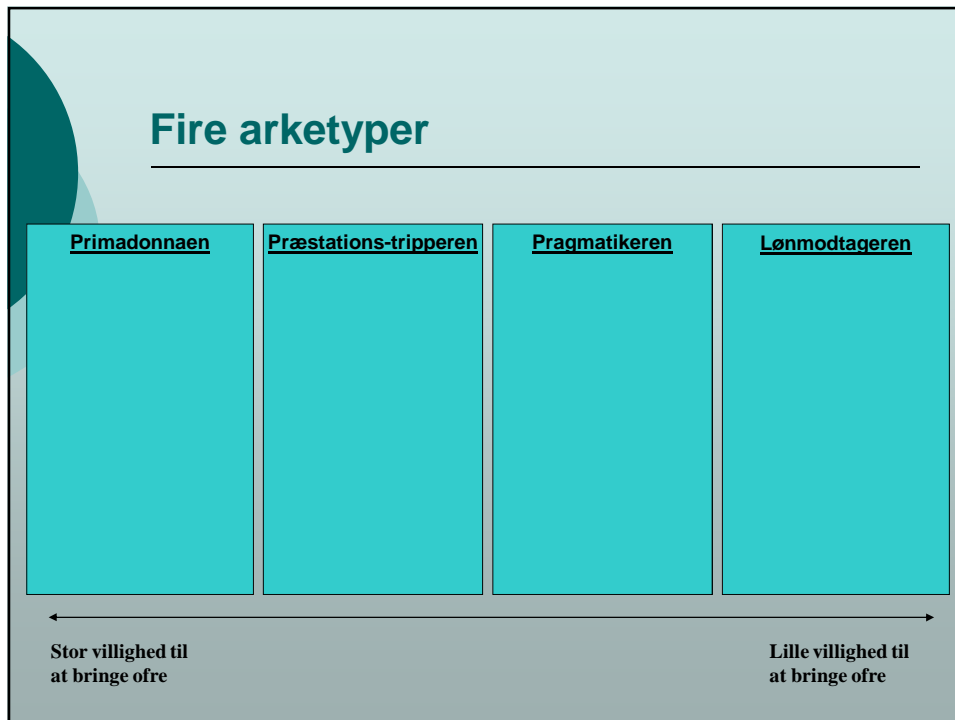 Fire arketyper
Primadonnaen
Præstations-tripperen
Pragmatikeren
Lønmodtageren
Stor villighed til
at bringe ofre
Lille villighed til
at bringe ofre